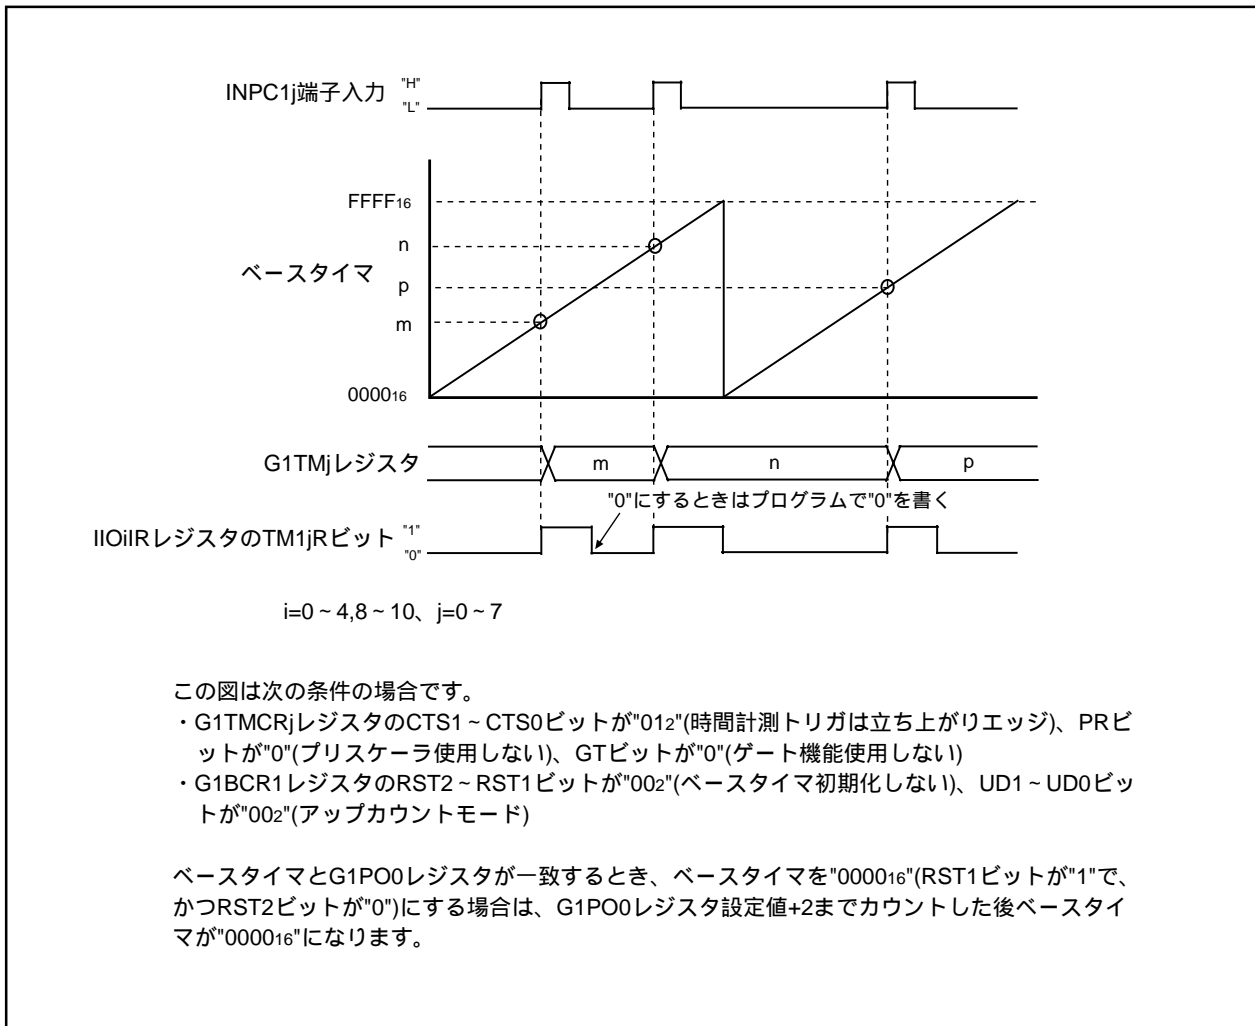 INPC1j端子入力 "H"
"L"
FFFF16
n
ベースタイマ
p
m
000016
G1TMjレジスタ
m
n
p
"0"にするときはプログラムで"0"を書く
IIOiIRレジスタのTM1jRビット "1"
"0"
i=0～4,8～10、j=0～7
この図は次の条件の場合です。
・G1TMCRjレジスタのCTS1～CTS0ビットが"012"(時間計測トリガは立ち上がりエッジ)、PRビ
ットが"0"(プリスケーラ使用しない)、GTビットが"0"(ゲート機能使用しない)
・G1BCR1レジスタのRST2～RST1ビットが"002"(ベースタイマ初期化しない)、UD1～UD0ビッ
トが"002"(アップカウントモード)
ベースタイマとG1PO0レジスタが一致するとき、ベースタイマを"000016"(RST1ビットが"1"で、
かつRST2ビットが"0")にする場合は、G1PO0レジスタ設定値+2までカウントした後ベースタイ
マが"000016"になります。